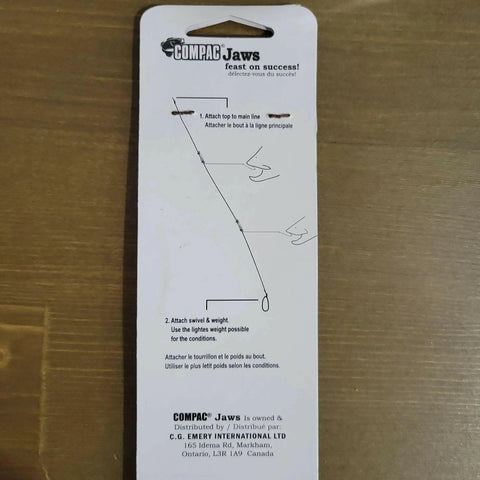 COMPAC® Jaws
feast on success!
délectez-vous du succès!
1. Attach top to main line
Attacher le bout à la ligne principale
2. Attach swivel & weight.
Use the lightes weight possible
for the conditions.
Attacher le tourrillon et le poids au bout.
Utiliser le plus letit poids selon les conditions.
COMPAC® Jaws Is owned &
Distributed by / Distribué par:
C.G. EMERY INTERNATIONAL LTD
165 Idema Rd, Markham,
Ontario, L3R 1A9 Canada